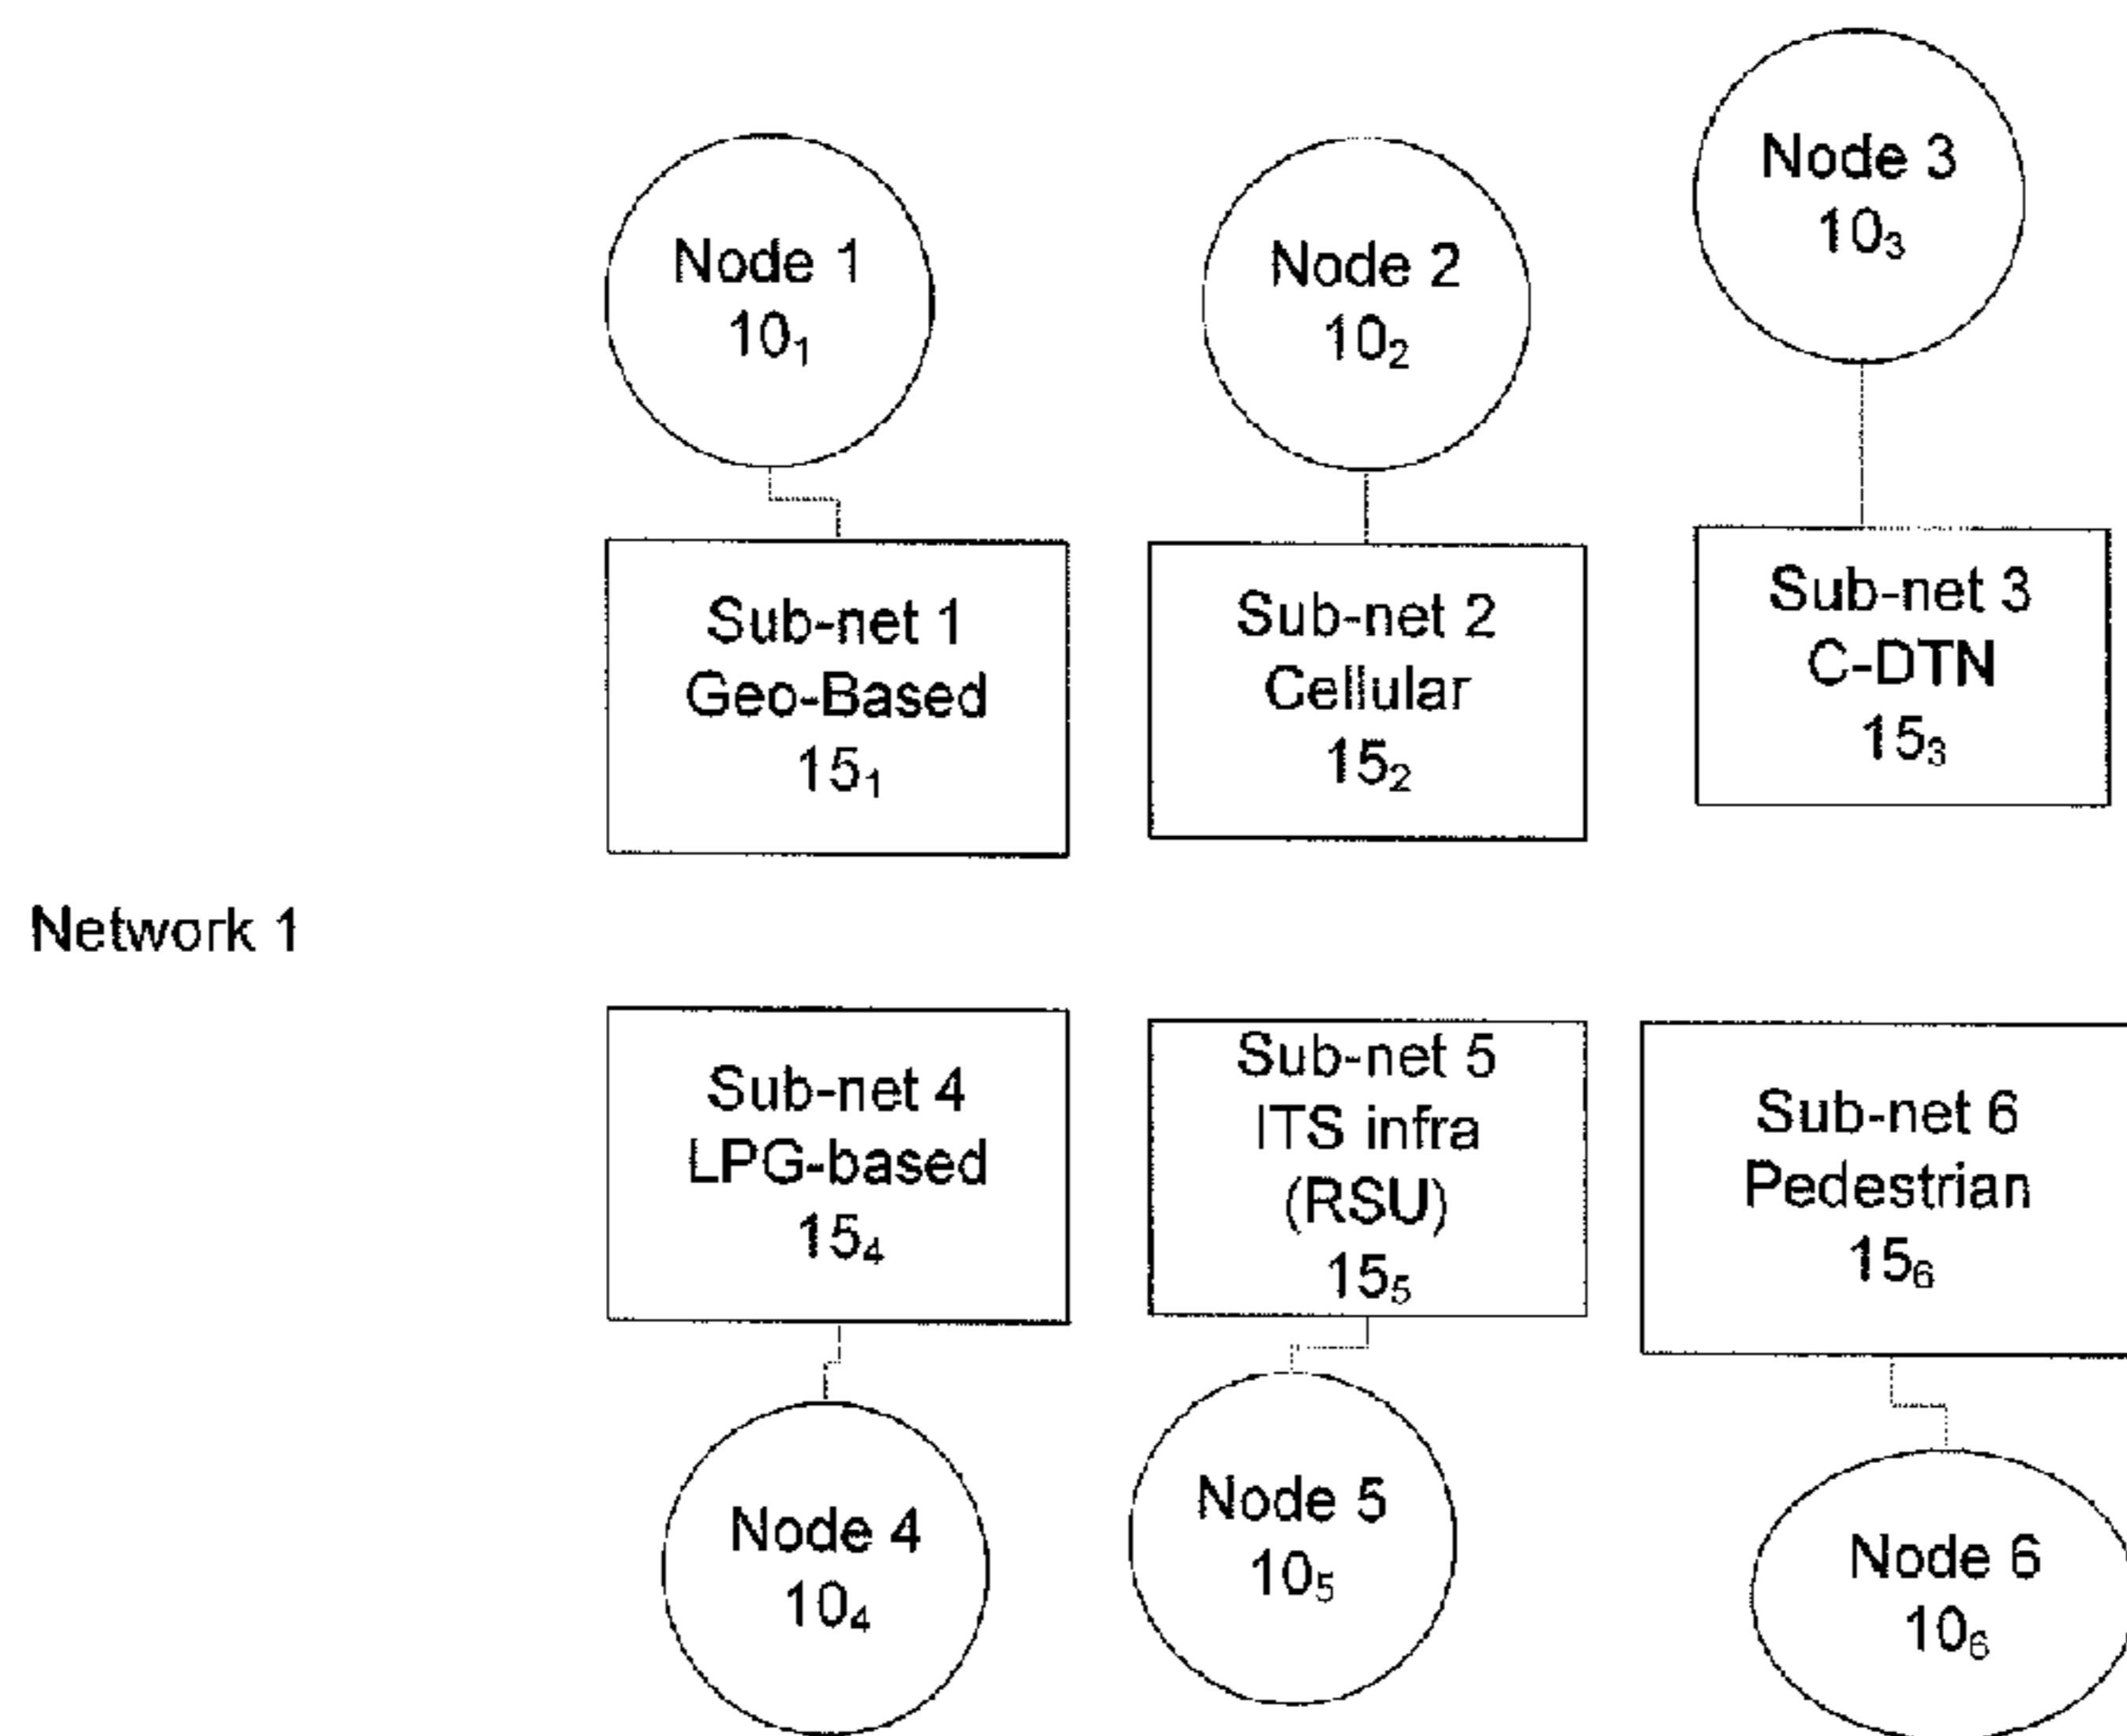 Node 1
10₁
Node 2
10₂
Node 3
10₃
Sub-net 1
Geo-Based
15₁
Sub-net 2
Cellular
15₂
Sub-net 3
C-DTN
15₃
Network 1
Sub-net 4
LPG-based
15₄
Sub-net 5
ITS infra
(RSU)
15₅
Sub-net 6
Pedestrian
15₆
Node 4
10₄
Node 5
10₅
Node 6
10₆